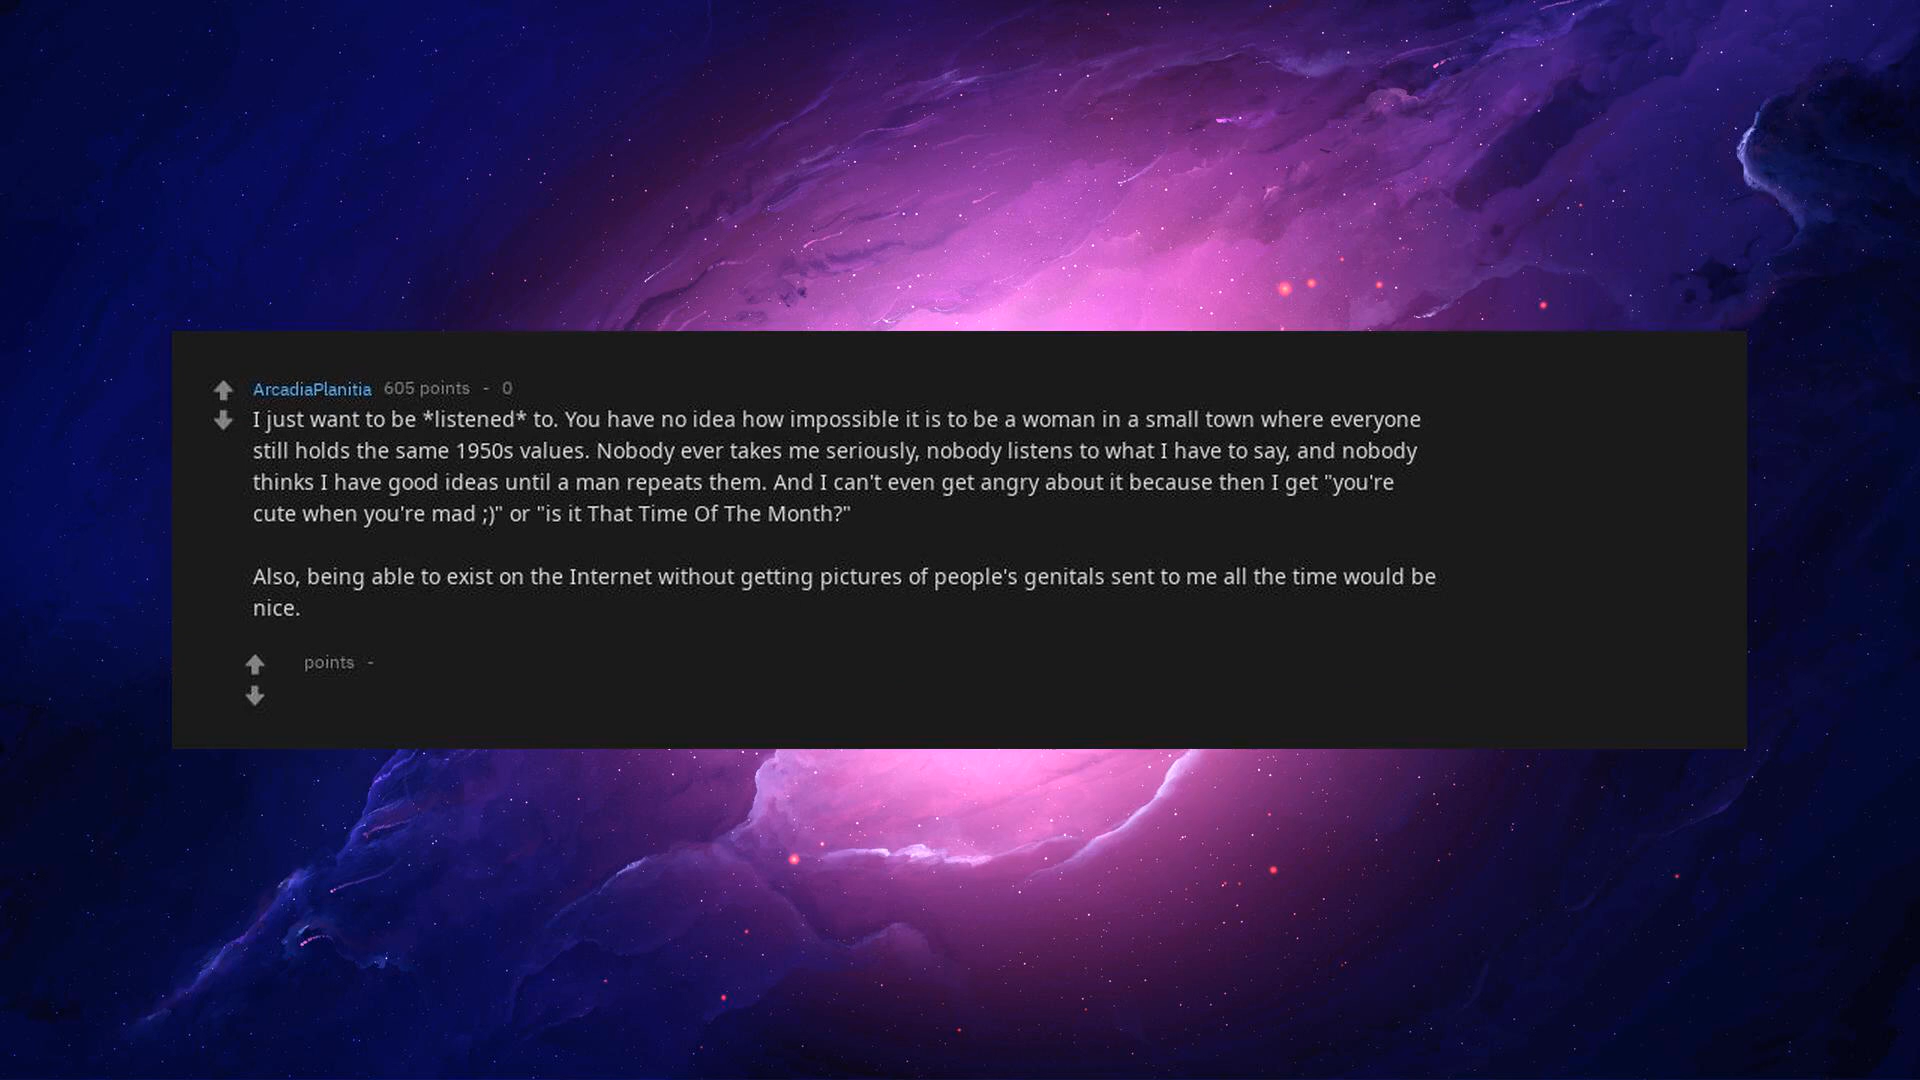 ArcadiaPlanitia 605 points - 0
I just want to be *listened* to. You have no idea how impossible it is to be a woman in a small town where everyone
still holds the same 1950s values. Nobody ever takes me seriously, nobody listens to what I have to say, and nobody
thinks I have good ideas until a man repeats them. And I can't even get angry about it because then I get "you're
cute when you're mad ;)" or "is it That Time Of The Month?"
Also, being able to exist on the Internet without getting pictures of people's genitals sent to me all the time would be
nice.
points -